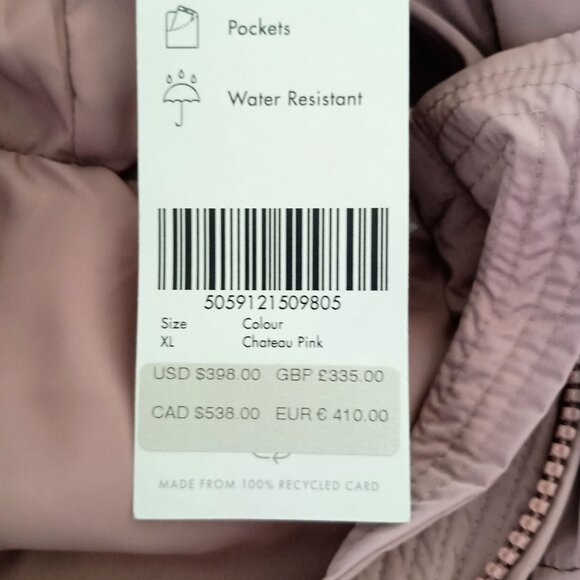 Pockets
Water Resistant
5059121509805
Size Colour
XL Chateau Pink
USD $398.00 GBP £335.00
CAD $538.00 EUR € 410.00
MADE FROM 100% RECYCLED CARD